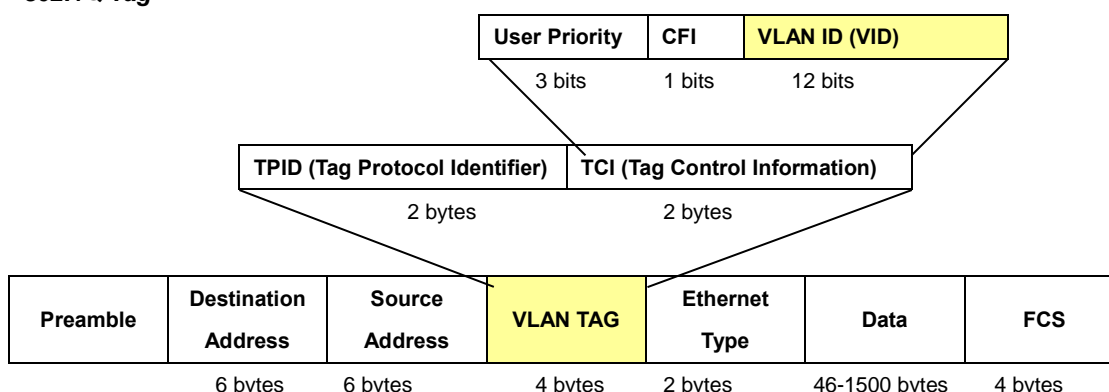 User Priority CFI VLAN ID (VID)
3 bits 1 bits 12 bits
TPID (Tag Protocol Identifier) TCI (Tag Control Information)
2 bytes 2 bytes
Preamble Destination Address Source Address VLAN TAG Ethernet Type Data FCS
6 bytes 6 bytes 4 bytes 2 bytes 46-1500 bytes 4 bytes